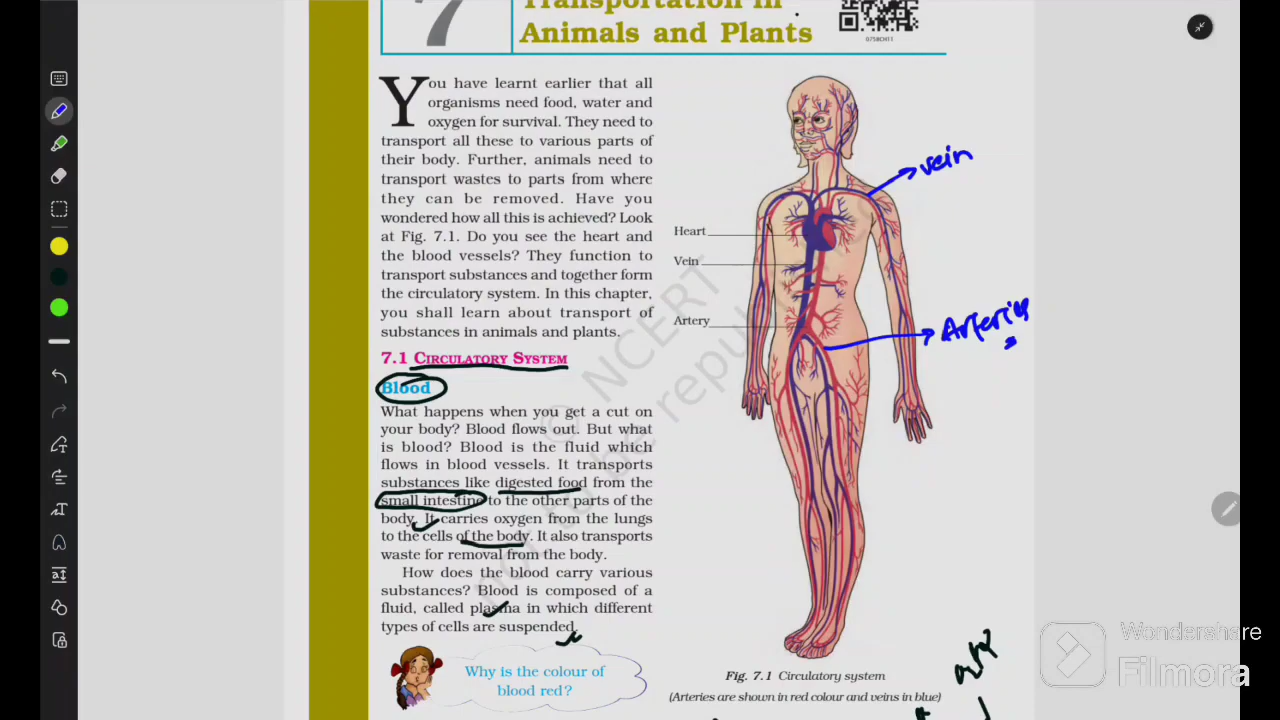 7
Transportation in
Animals and Plants
0758CH11
You have learnt earlier that all
organisms need food, water and
oxygen for survival. They need to
transport all these to various parts of
their body. Further, animals need to
transport wastes to parts from where
they can be removed. Have you
wondered how all this is achieved? Look
at Fig. 7.1. Do you see the heart and
the blood vessels? They function to
transport substances and together form
the circulatory system. In this chapter,
you shall learn about transport of
substances in animals and plants.
7.1 CIRCULATORY SYSTEM
Blood
What happens when you get a cut on
your body? Blood flows out. But what
is blood? Blood is the fluid which
flows in blood vessels. It transports
substances like digested food from the
small intestine to the other parts of the
body. It carries oxygen from the lungs
to the cells of the body. It also transports
waste for removal from the body.
How does the blood carry various
substances? Blood is composed of a
fluid, called plasma in which different
types of cells are suspended.
Why is the colour of
blood red?
vein
Heart
Vein
Artery
Arteries
Fig. 7.1 Circulatory system
(Arteries are shown in red colour and veins in blue)
© NCERT
not to be republ
Wondershare
Filmora